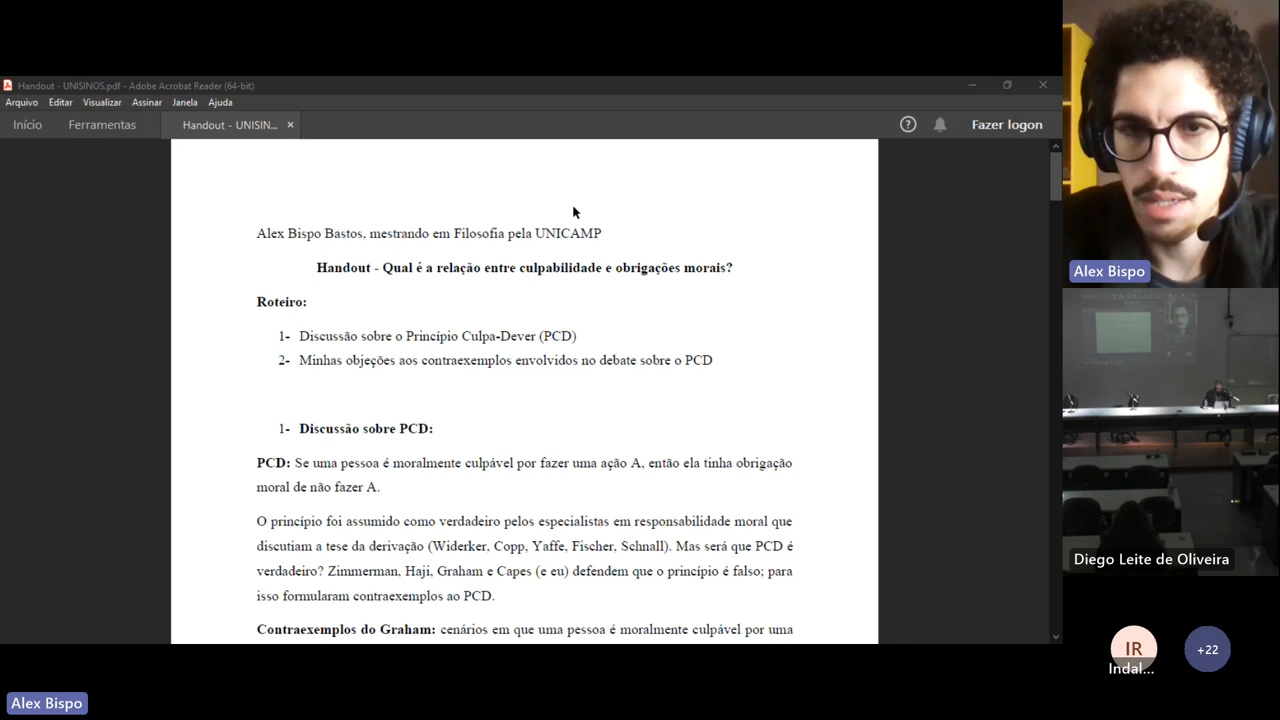 Handout - UNISINOS.pdf - Adobe Acrobat Reader (64-bit)
Arquivo Editar Visualizar Assinar Janela Ajuda
Início Ferramentas Handout - UNISIN... × ? Fazer logon
Alex Bispo Bastos, mestrando em Filosofia pela UNICAMP
Handout - Qual é a relação entre culpabilidade e obrigações morais?
Roteiro:
1- Discussão sobre o Princípio Culpa-Dever (PCD)
2- Minhas objeções aos contraexemplos envolvidos no debate sobre o PCD
1- Discussão sobre PCD:
PCD: Se uma pessoa é moralmente culpável por fazer uma ação A, então ela tinha obrigação
moral de não fazer A.
O princípio foi assumido como verdadeiro pelos especialistas em responsabilidade moral que
discutiam a tese da derivação (Widerker, Copp, Yaffe, Fischer, Schnall). Mas será que PCD é
verdadeiro? Zimmerman, Haji, Graham e Capes (e eu) defendem que o princípio é falso; para
isso formularam contraexemplos ao PCD.
Contraexemplos do Graham: cenários em que uma pessoa é moralmente culpável por uma
Alex Bispo
Diego Leite de Oliveira
IR
Indal...
+22
Alex Bispo